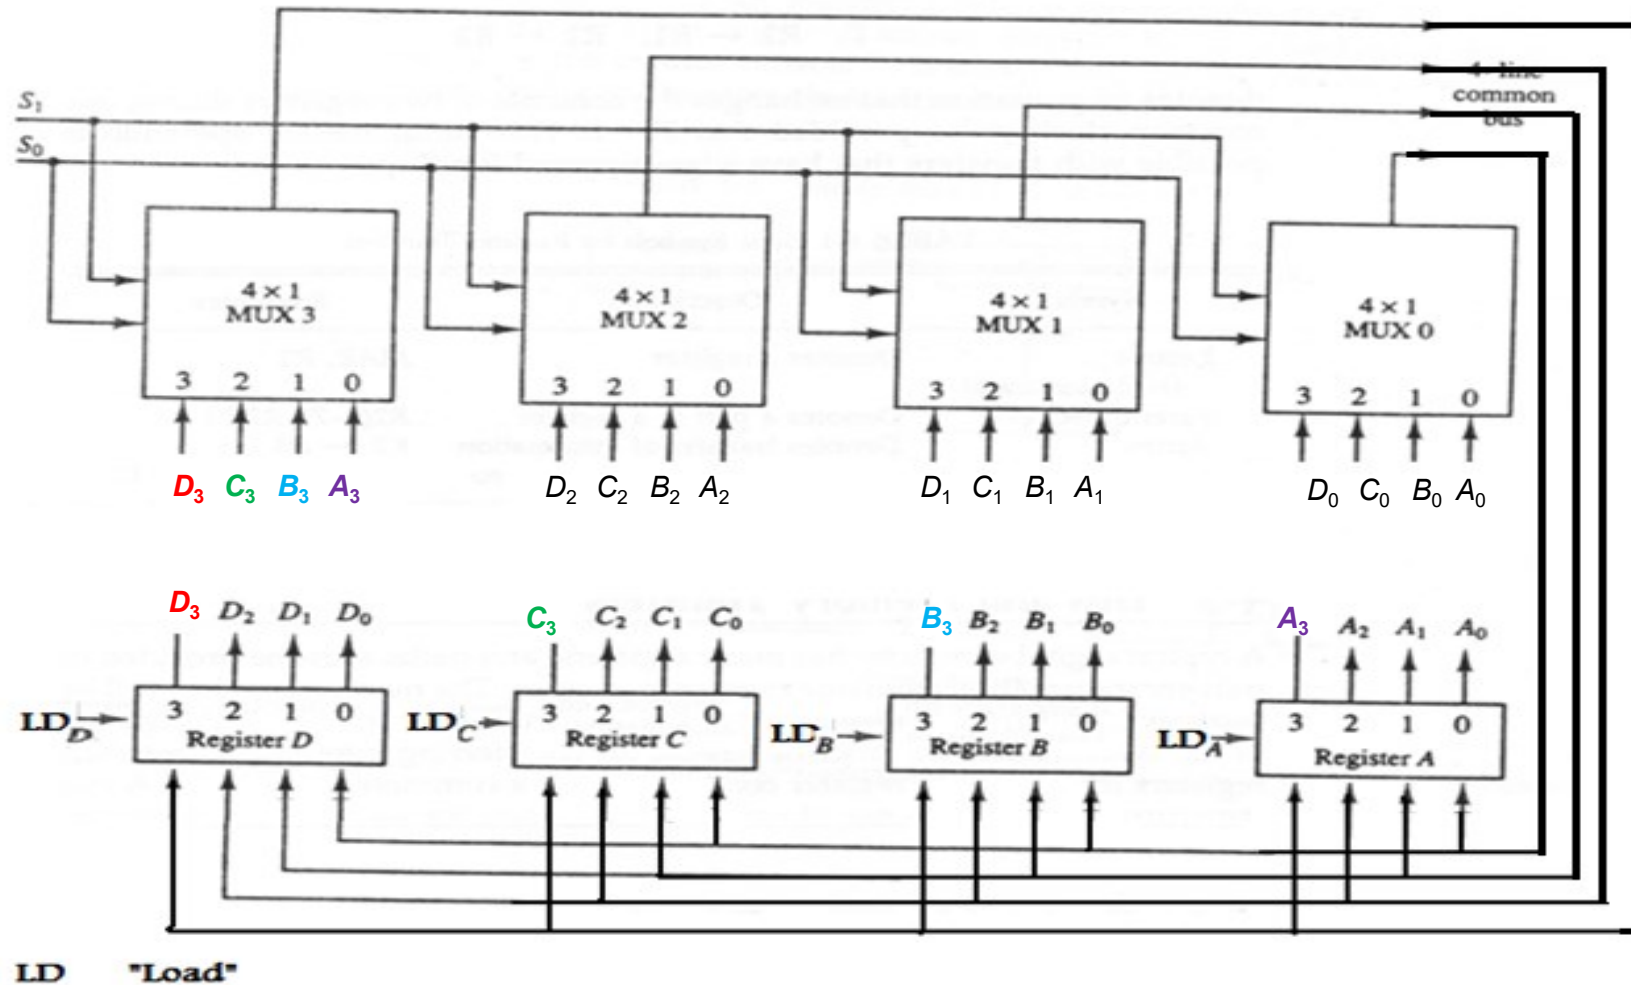 S₁
S₀
4- line
common
bus
4 × 1
MUX 3
3 2 1 0
4 × 1
MUX 2
3 2 1 0
4 × 1
MUX 1
3 2 1 0
4 × 1
MUX 0
3 2 1 0
D₃ C₃ B₃ A₃
D₂ C₂ B₂ A₂
D₁ C₁ B₁ A₁
D₀ C₀ B₀ A₀
D₃ D₂ D₁ D₀
C₃ C₂ C₁ C₀
B₃ B₂ B₁ B₀
A₃ A₂ A₁ A₀
LD_D
3 2 1 0
Register D
LD_C
3 2 1 0
Register C
LD_B
3 2 1 0
Register B
LD_A
3 2 1 0
Register A
LD "Load"